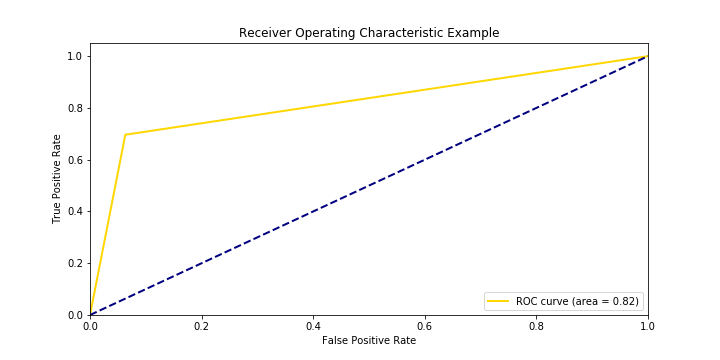 Receiver Operating Characteristic Example
True Positive Rate
1.0
0.8
0.6
0.4
0.2
0.0
ROC curve (area = 0.82)
0.0 0.2 0.4 0.6 0.8 1.0
False Positive Rate